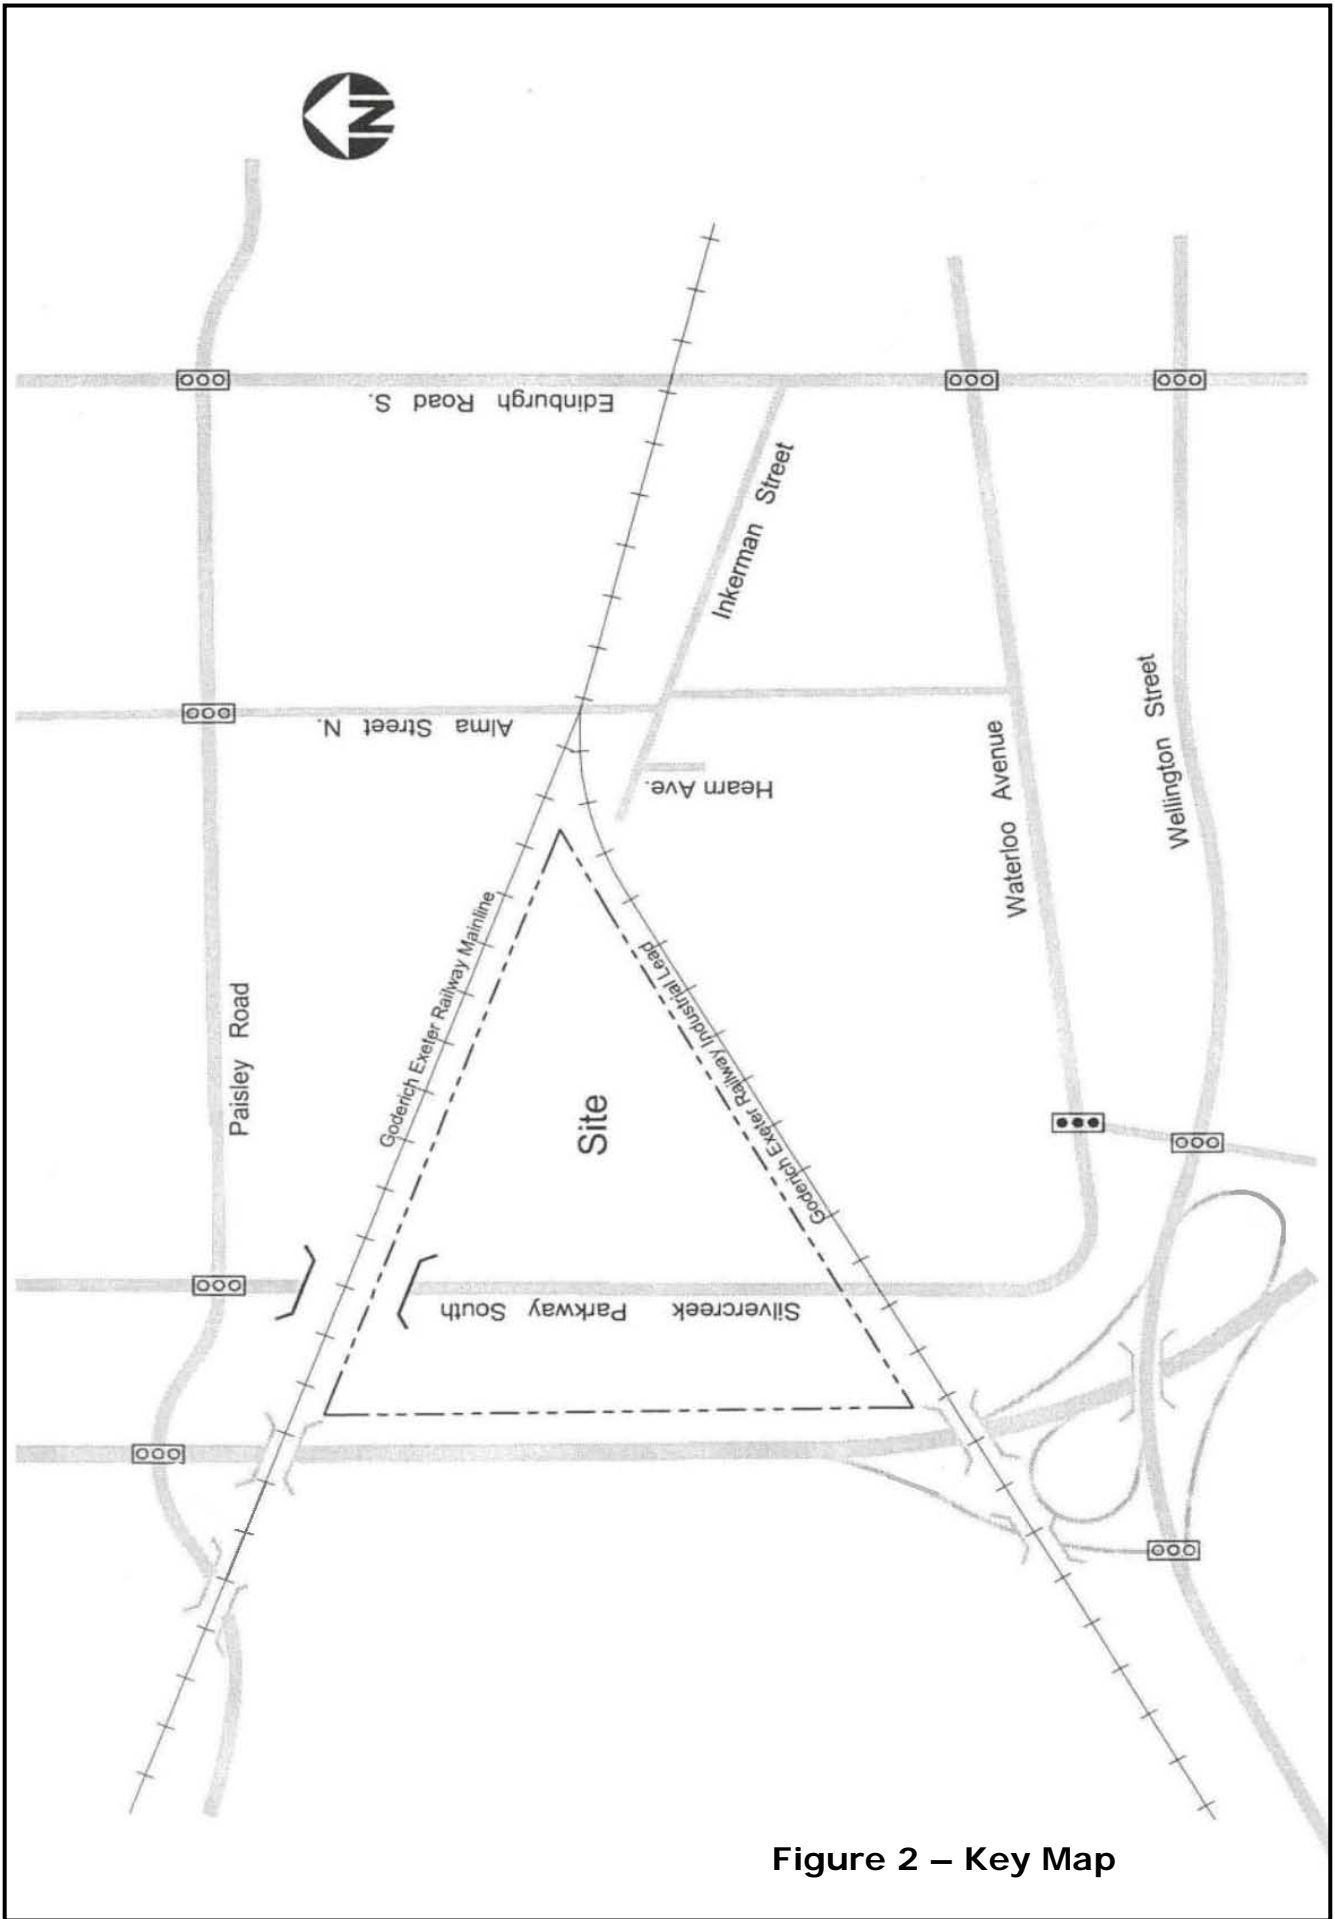 N
Edinburgh Road S.
Inkerman Street
Alma Street N.
Hearn Ave.
Waterloo Avenue
Wellington Street
Paisley Road
Goderich Exeter Railway Mainline
Goderich Exeter Railway Industrial Lead
Site
Silvercreek Parkway South
Figure 2 – Key Map